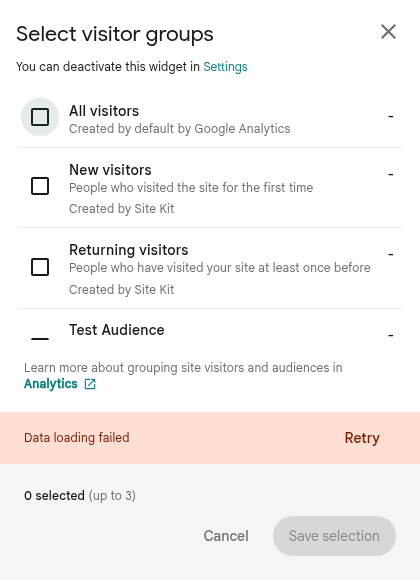 Select visitor groups
You can deactivate this widget in Settings
All visitors
-
Created by default by Google Analytics
New visitors
-
People who visited the site for the first time
Created by Site Kit
Returning visitors
-
People who have visited your site at least once before
Created by Site Kit
Test Audience
-
Learn more about grouping site visitors and audiences in
Analytics
Data loading failed
Retry
0 selected (up to 3)
Cancel
Save selection